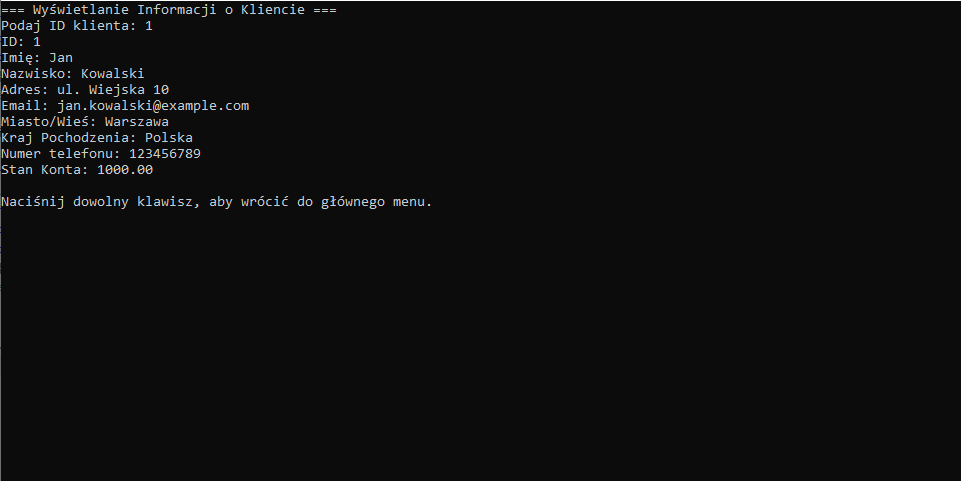 === Wyświetlanie Informacji o Kliencie ===
Podaj ID klienta: 1
ID: 1
Imię: Jan
Nazwisko: Kowalski
Adres: ul. Wiejska 10
Email: jan.kowalski@example.com
Miasto/Wieś: Warszawa
Kraj Pochodzenia: Polska
Numer telefonu: 123456789
Stan Konta: 1000.00
Naciśnij dowolny klawisz, aby wrócić do głównego menu.